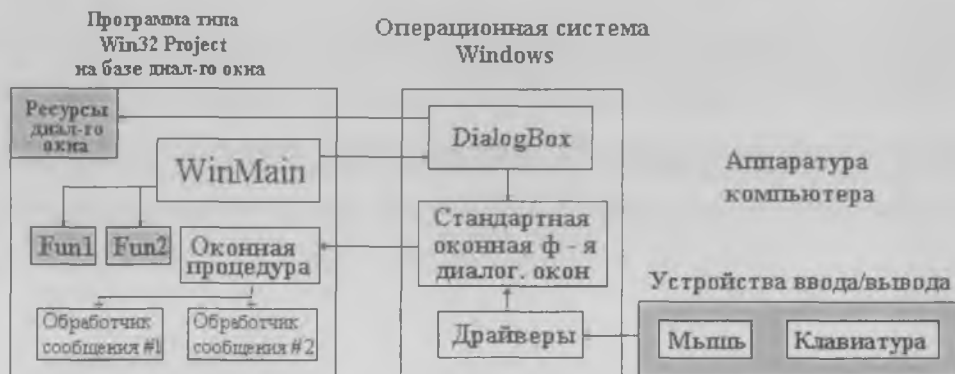 Программа типа
Win32 Project
на базе диал-го окна
Операционная система
Windows
Ресурсы
диал-го
окна
WinMain
DialogBox
Аппаратура
компьютера
Fun1
Fun2
Оконная
процедура
Стандартная
оконная ф - я
диалог. окон
Обработчик
сообщения #1
Обработчик
сообщения #2
Драйверы
Устройства ввода/вывода
Мышь
Клавиатура